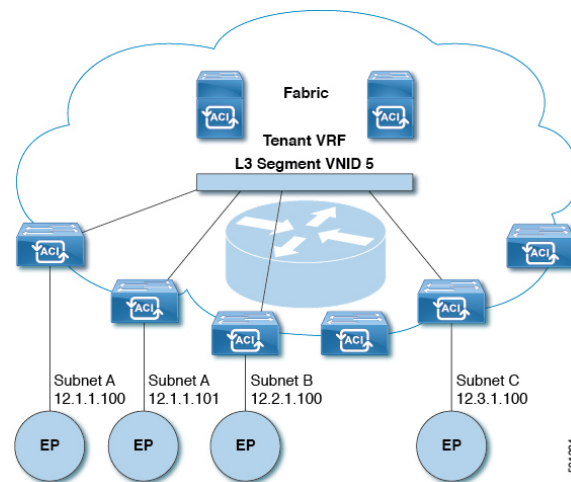 ACI
ACI
Fabric
Tenant VRF
L3 Segment VNID 5
ACI
ACI
ACI
ACI
ACI
ACI
Subnet A
12.1.1.100
Subnet A
12.1.1.101
Subnet B
12.2.1.100
Subnet C
12.3.1.100
EP
EP
EP
EP